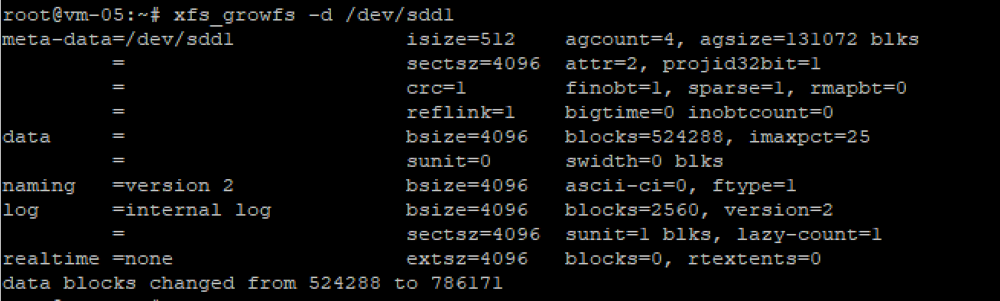 root@vm-05:~# xfs_growfs -d /dev/sdd1
meta-data=/dev/sdd1              isize=512    agcount=4, agsize=131072 blks
         =                       sectsz=4096  attr=2, projid32bit=1
         =                       crc=1        finobt=1, sparse=1, rmapbt=0
         =                       reflink=1    bigtime=0 inobtcount=0
data     =                       bsize=4096   blocks=524288, imaxpct=25
         =                       sunit=0      swidth=0 blks
naming   =version 2              bsize=4096   ascii-ci=0, ftype=1
log      =internal log           bsize=4096   blocks=2560, version=2
         =                       sectsz=4096  sunit=1 blks, lazy-count=1
realtime =none                   extsz=4096   blocks=0, rtextents=0
data blocks changed from 524288 to 786171